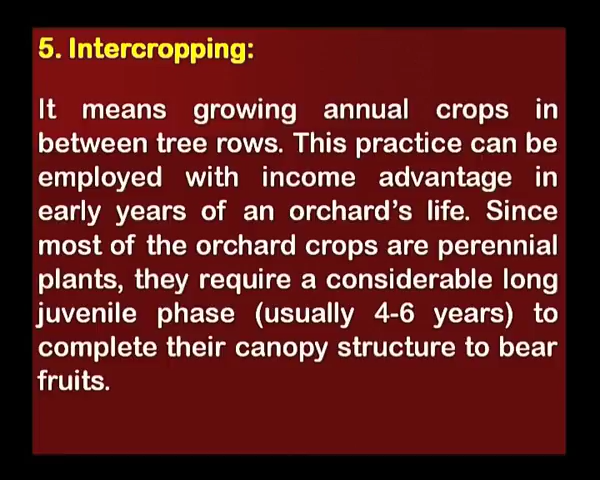 5. Intercropping:
It means growing annual crops in
between tree rows. This practice can be
employed with income advantage in
early years of an orchard's life. Since
most of the orchard crops are perennial
plants, they require a considerable long
juvenile phase (usually 4-6 years) to
complete their canopy structure to bear
fruits.